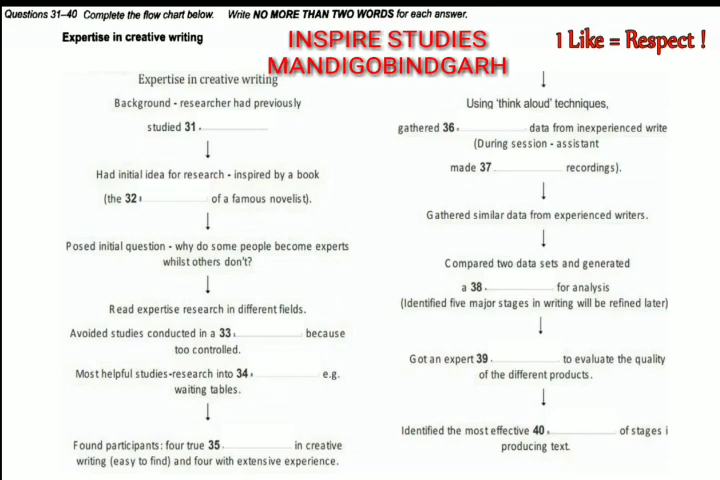 Questions 31–40 Complete the flow chart below. Write NO MORE THAN TWO WORDS for each answer.
Expertise in creative writing
INSPIRE STUDIES
MANDIGOBINDGARH
1 Like = Respect !
Expertise in creative writing
Background - researcher had previously
studied 31.
Had initial idea for research - inspired by a book
(the 32 of a famous novelist).
Posed initial question - why do some people become experts
whilst others don't?
Read expertise research in different fields.
Avoided studies conducted in a 33. because
too controlled.
Most helpful studies-research into 34. e.g.
waiting tables.
Found participants: four true 35. in creative
writing (easy to find) and four with extensive experience.
Using 'think aloud' techniques,
gathered 36. data from inexperienced write
(During session - assistant
made 37 recordings).
Gathered similar data from experienced writers.
Compared two data sets and generated
a 38. for analysis
(Identified five major stages in writing will be refined later)
Got an expert 39. to evaluate the quality
of the different products.
Identified the most effective 40. of stages i
producing text.